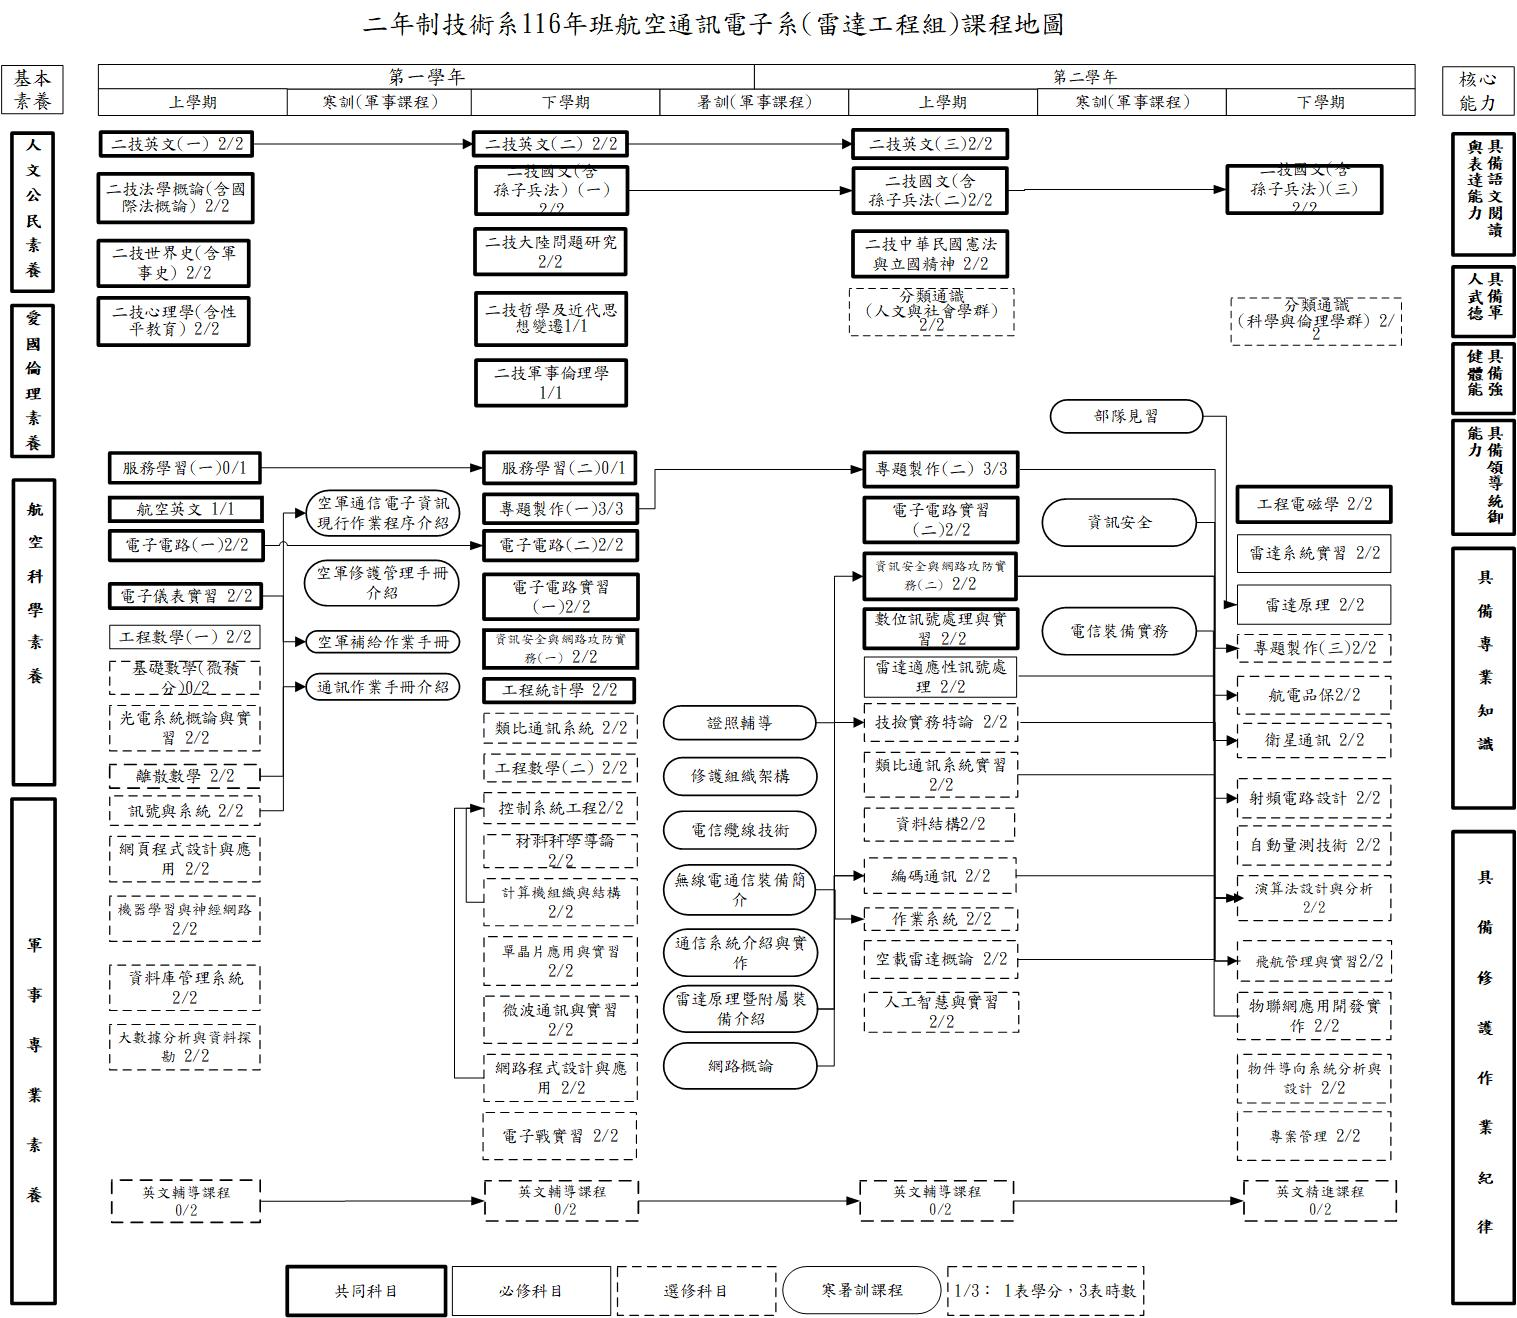 二年制技術系116年班航空通訊電子系(雷達工程組)課程地圖
基本
素養
第一學年
第二學年
核心
能力
上學期
寒訓(軍事課程)
下學期
暑訓(軍事課程)
上學期
寒訓(軍事課程)
下學期
人文公民素養
愛國倫理素養
航空科學素養
軍事專業素養
二技英文(一) 2/2
二技法學概論(含國
際法概論) 2/2
二技世界史(含軍
事史) 2/2
二技心理學(含性
平教育) 2/2
服務學習(一)0/1
航空英文 1/1
電子電路(一)2/2
電子儀表實習 2/2
工程數學(一) 2/2
基礎數學(微積
分)0/2
光電系統概論與實
習 2/2
離散數學 2/2
訊號與系統 2/2
網頁程式設計與應
用 2/2
機器學習與神經網路
2/2
資料庫管理系統
2/2
大數據分析與資料探
勘 2/2
英文輔導課程
0/2
空軍通信電子資訊
現行作業程序介紹
空軍修護管理手冊
介紹
空軍補給作業手冊
通訊作業手冊介紹
二技英文(二) 2/2
二技國文(含
孫子兵法) (一)
2/2
二技大陸問題研究
2/2
二技哲學及近代思
想變遷1/1
二技軍事倫理學
1/1
服務學習(二)0/1
專題製作(一)3/3
電子電路(二)2/2
電子電路實習
(一)2/2
資訊安全與網路攻防實
務(一) 2/2
工程統計學 2/2
類比通訊系統 2/2
工程數學(二) 2/2
控制系統工程2/2
材料科學導論
2/2
計算機組織與結構
2/2
單晶片應用與實習
2/2
微波通訊與實習
2/2
網路程式設計與應
用 2/2
電子戰實習 2/2
英文輔導課程
0/2
證照輔導
修護組織架構
電信纜線技術
無線電通信裝備簡
介
通信系統介紹與實
作
雷達原理暨附屬裝
備介紹
網路概論
二技英文(三)2/2
二技國文(含
孫子兵法(二)2/2
二技中華民國憲法
與立國精神 2/2
分類通識
(人文與社會學群)
2/2
專題製作(二) 3/3
電子電路實習
(二)2/2
資訊安全與網路攻防實
務(二) 2/2
數位訊號處理與實
習 2/2
雷達適應性訊號處
理 2/2
技撿實務特論 2/2
類比通訊系統實習
2/2
資料結構2/2
編碼通訊 2/2
作業系統 2/2
空載雷達概論 2/2
人工智慧與實習
2/2
英文輔導課程
0/2
部隊見習
資訊安全
電信裝備實務
二技國文(含
孫子兵法)(三)
2/2
分類通識
(科學與倫理學群) 2/
2
工程電磁學 2/2
雷達系統實習 2/2
雷達原理 2/2
專題製作(三)2/2
航電品保2/2
衛星通訊 2/2
射頻電路設計 2/2
自動量測技術 2/2
演算法設計與分析
2/2
飛航管理與實習2/2
物聯網應用開發實
作 2/2
物件導向系統分析與
設計 2/2
專案管理 2/2
英文精進課程
0/2
具備語文閱讀
與表達能力
具備軍
人武德
具備強
健體能
具備領導統御
能力
具備專業知識
具備修護作業紀律
共同科目
必修科目
選修科目
寒暑訓課程
1/3： 1表學分，3表時數